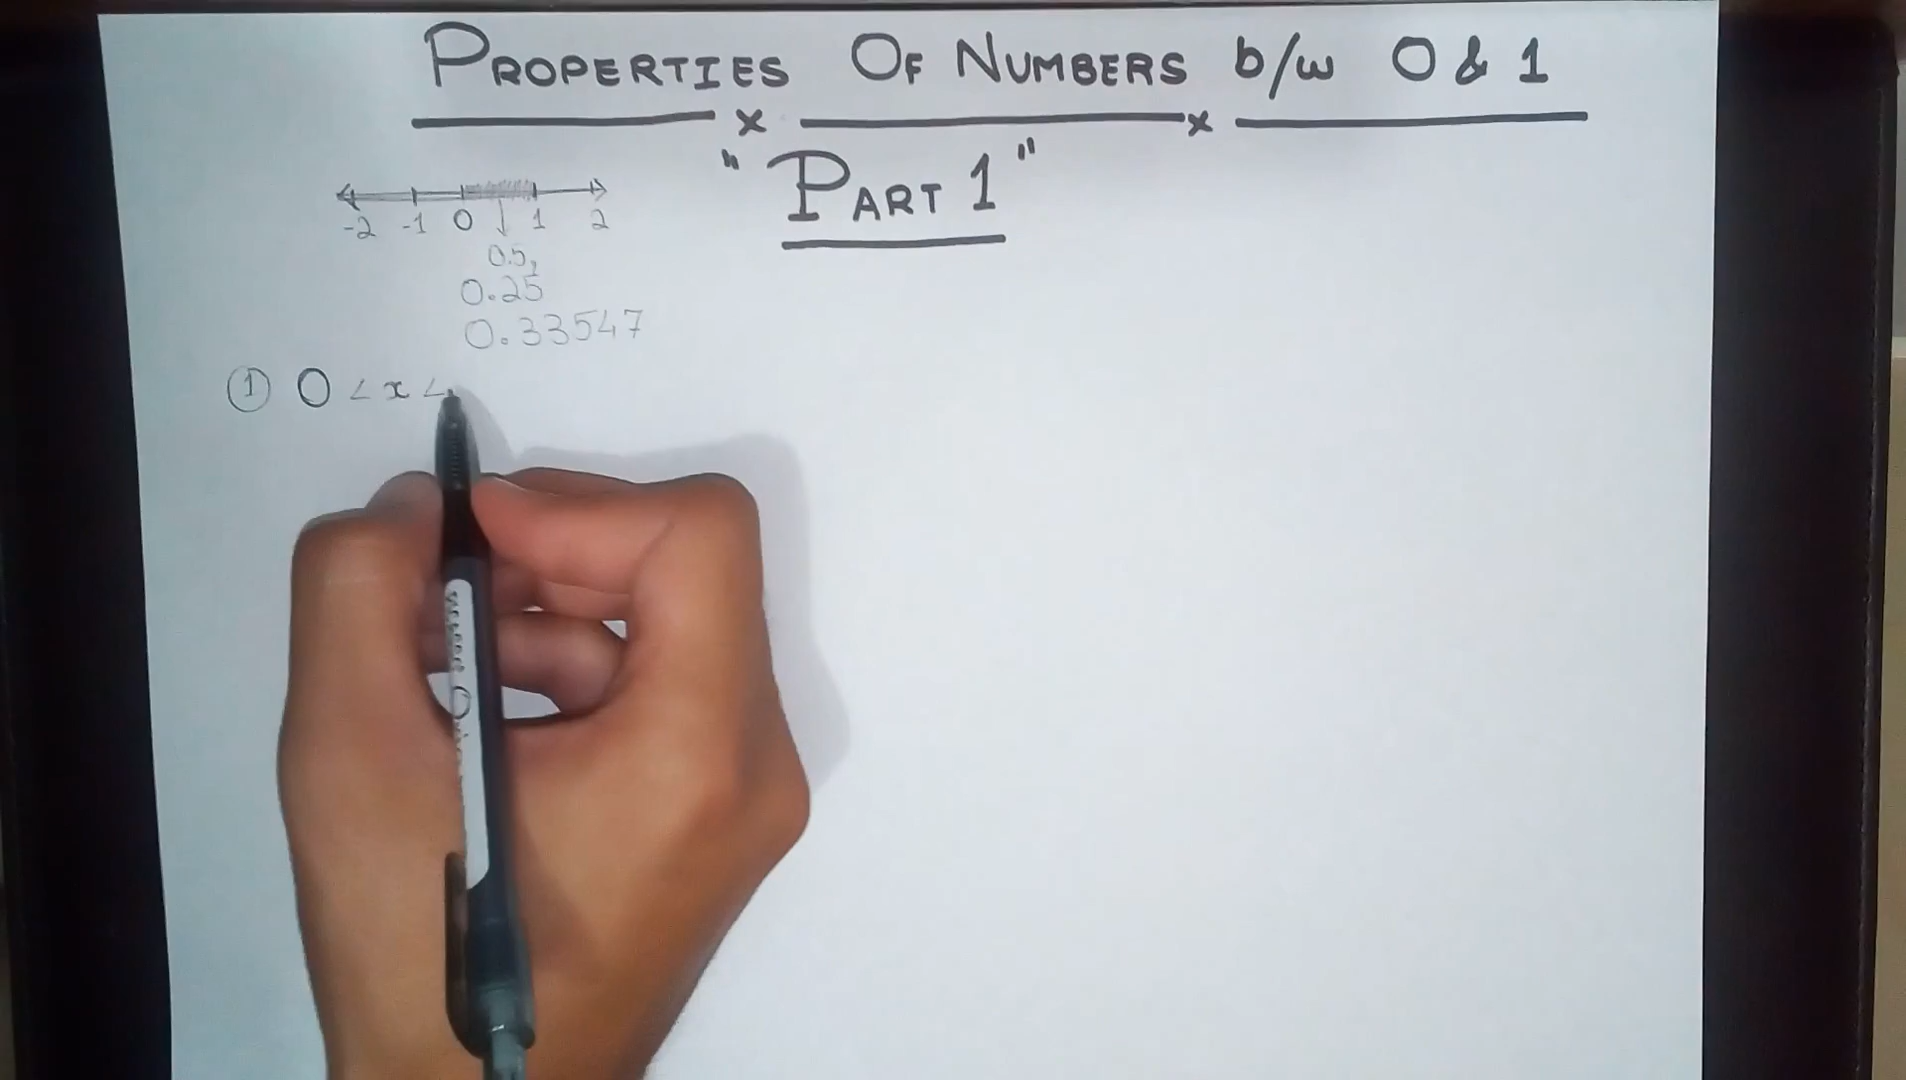 PROPERTIES OF NUMBERS b/w 0 & 1
"PART 1"
-2 -1 0 1 2
0.5,
0.25
0.33547
① 0 < x <